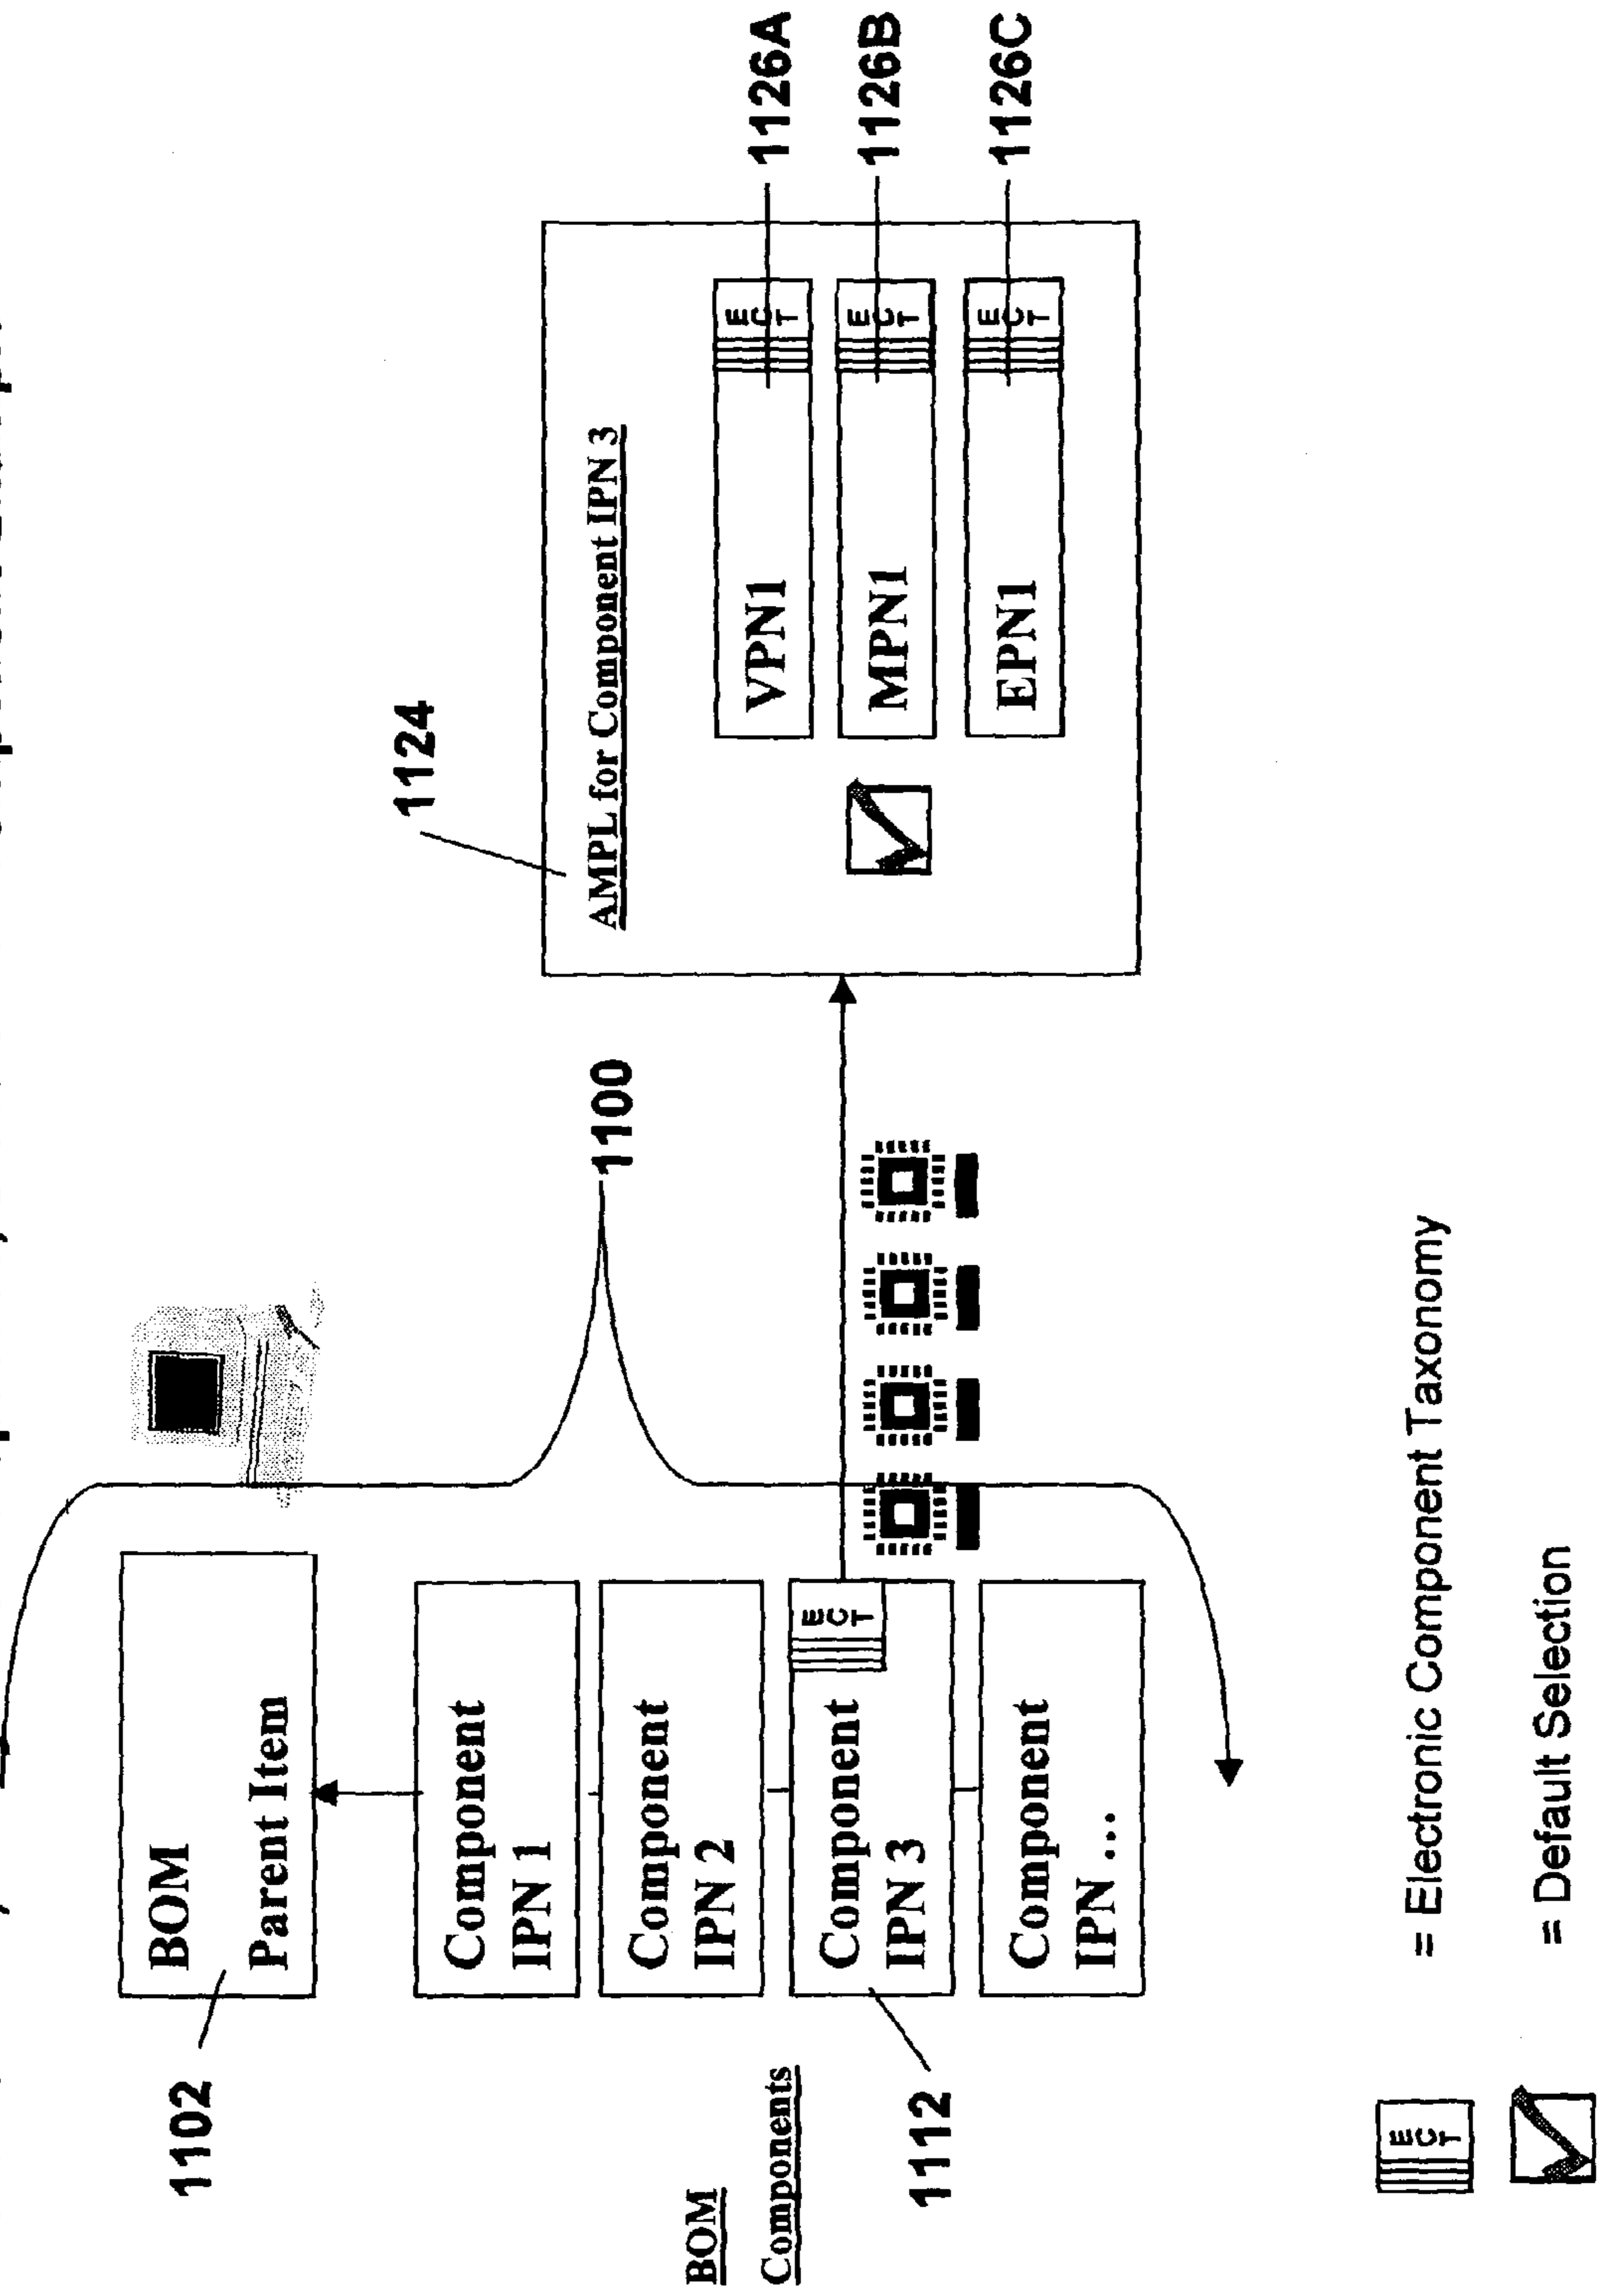 1102
BOM
Parent Item
1124
AMPL for Component IPN 3
1100
BOM
Components
Component
IPN 1
Component
IPN 2
Component
IPN 3
E
C
T
Component
IPN ...
1112
VPN1
E
C
T
1126A
MPN1
E
C
T
1126B
EPN1
E
C
T
1126C
E
C
T
= Electronic Component Taxonomy
= Default Selection